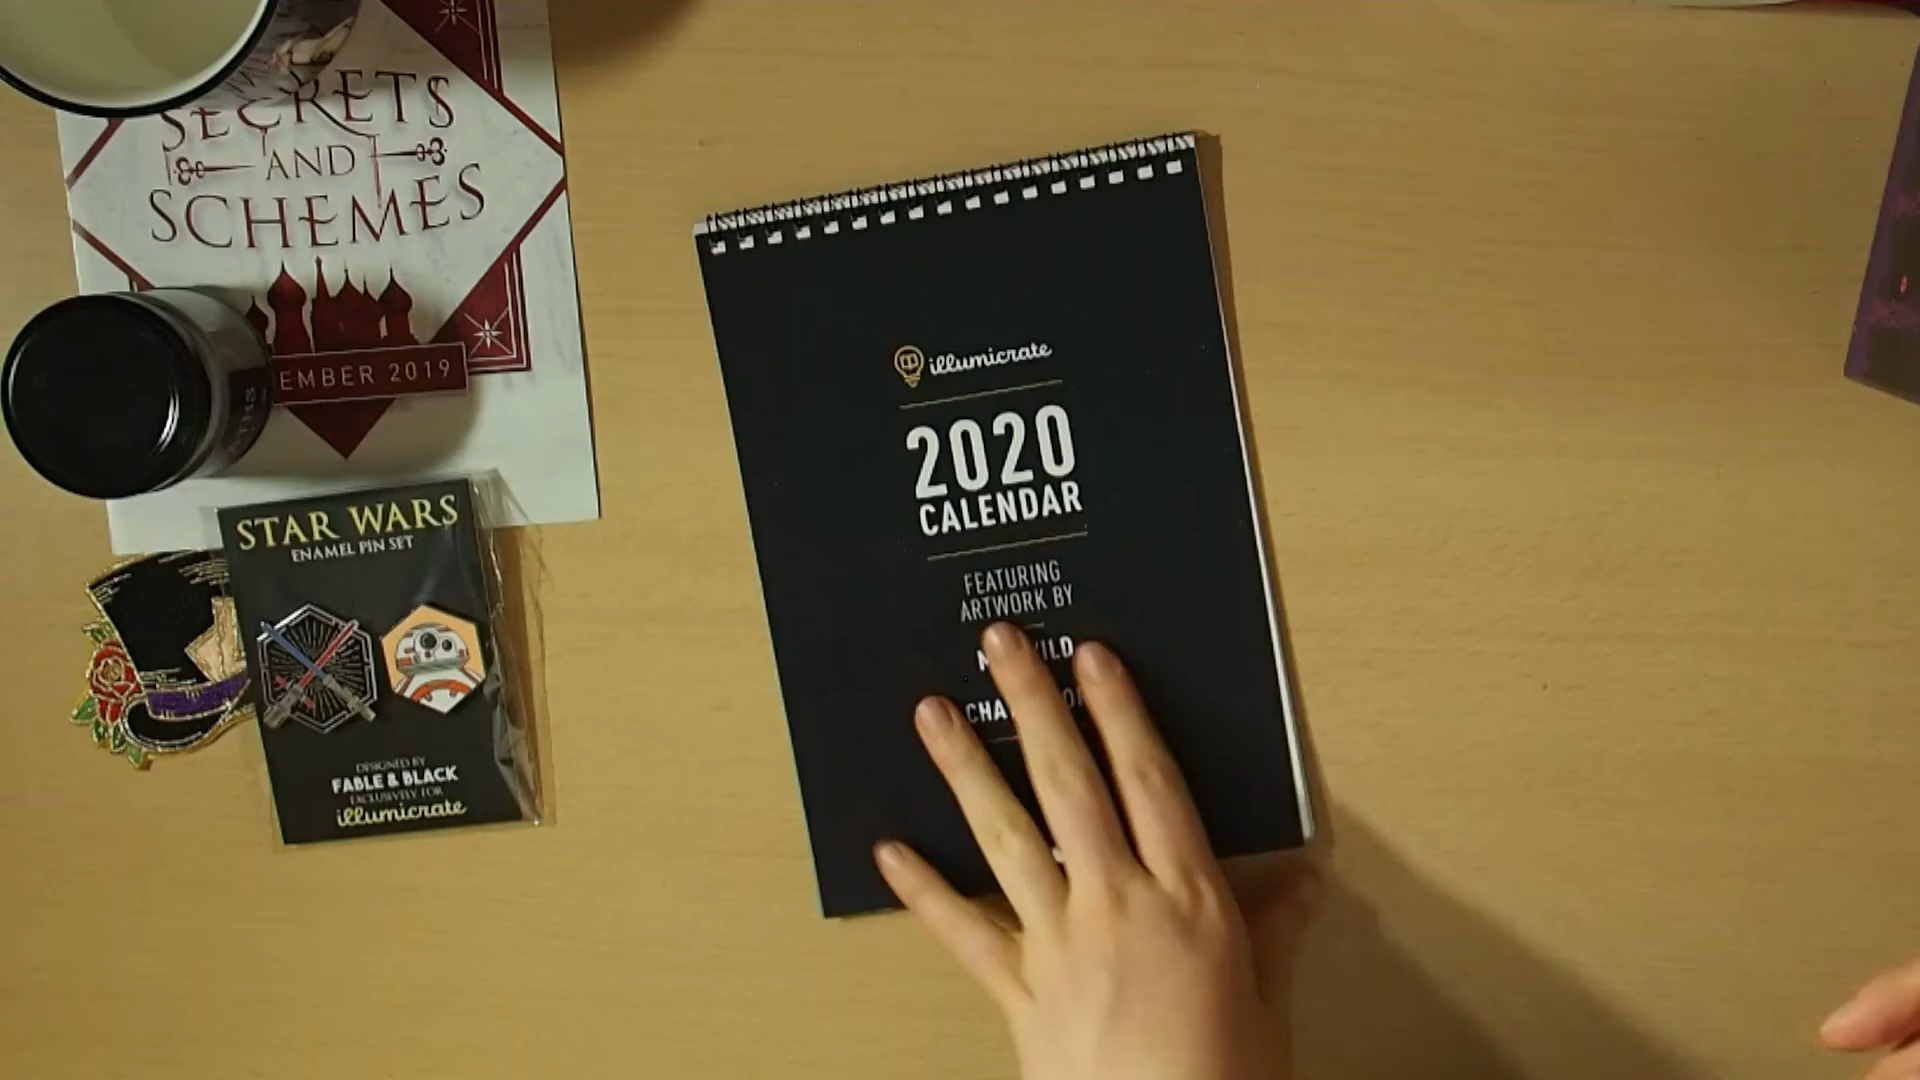 SECRETS
AND
SCHEMES
EMBER 2019
STAR WARS
ENAMEL PIN SET
DESIGNED BY
FABLE & BLACK
EXCLUSIVELY FOR
illumicrate
illumicrate
2020
CALENDAR
FEATURING
ARTWORK BY